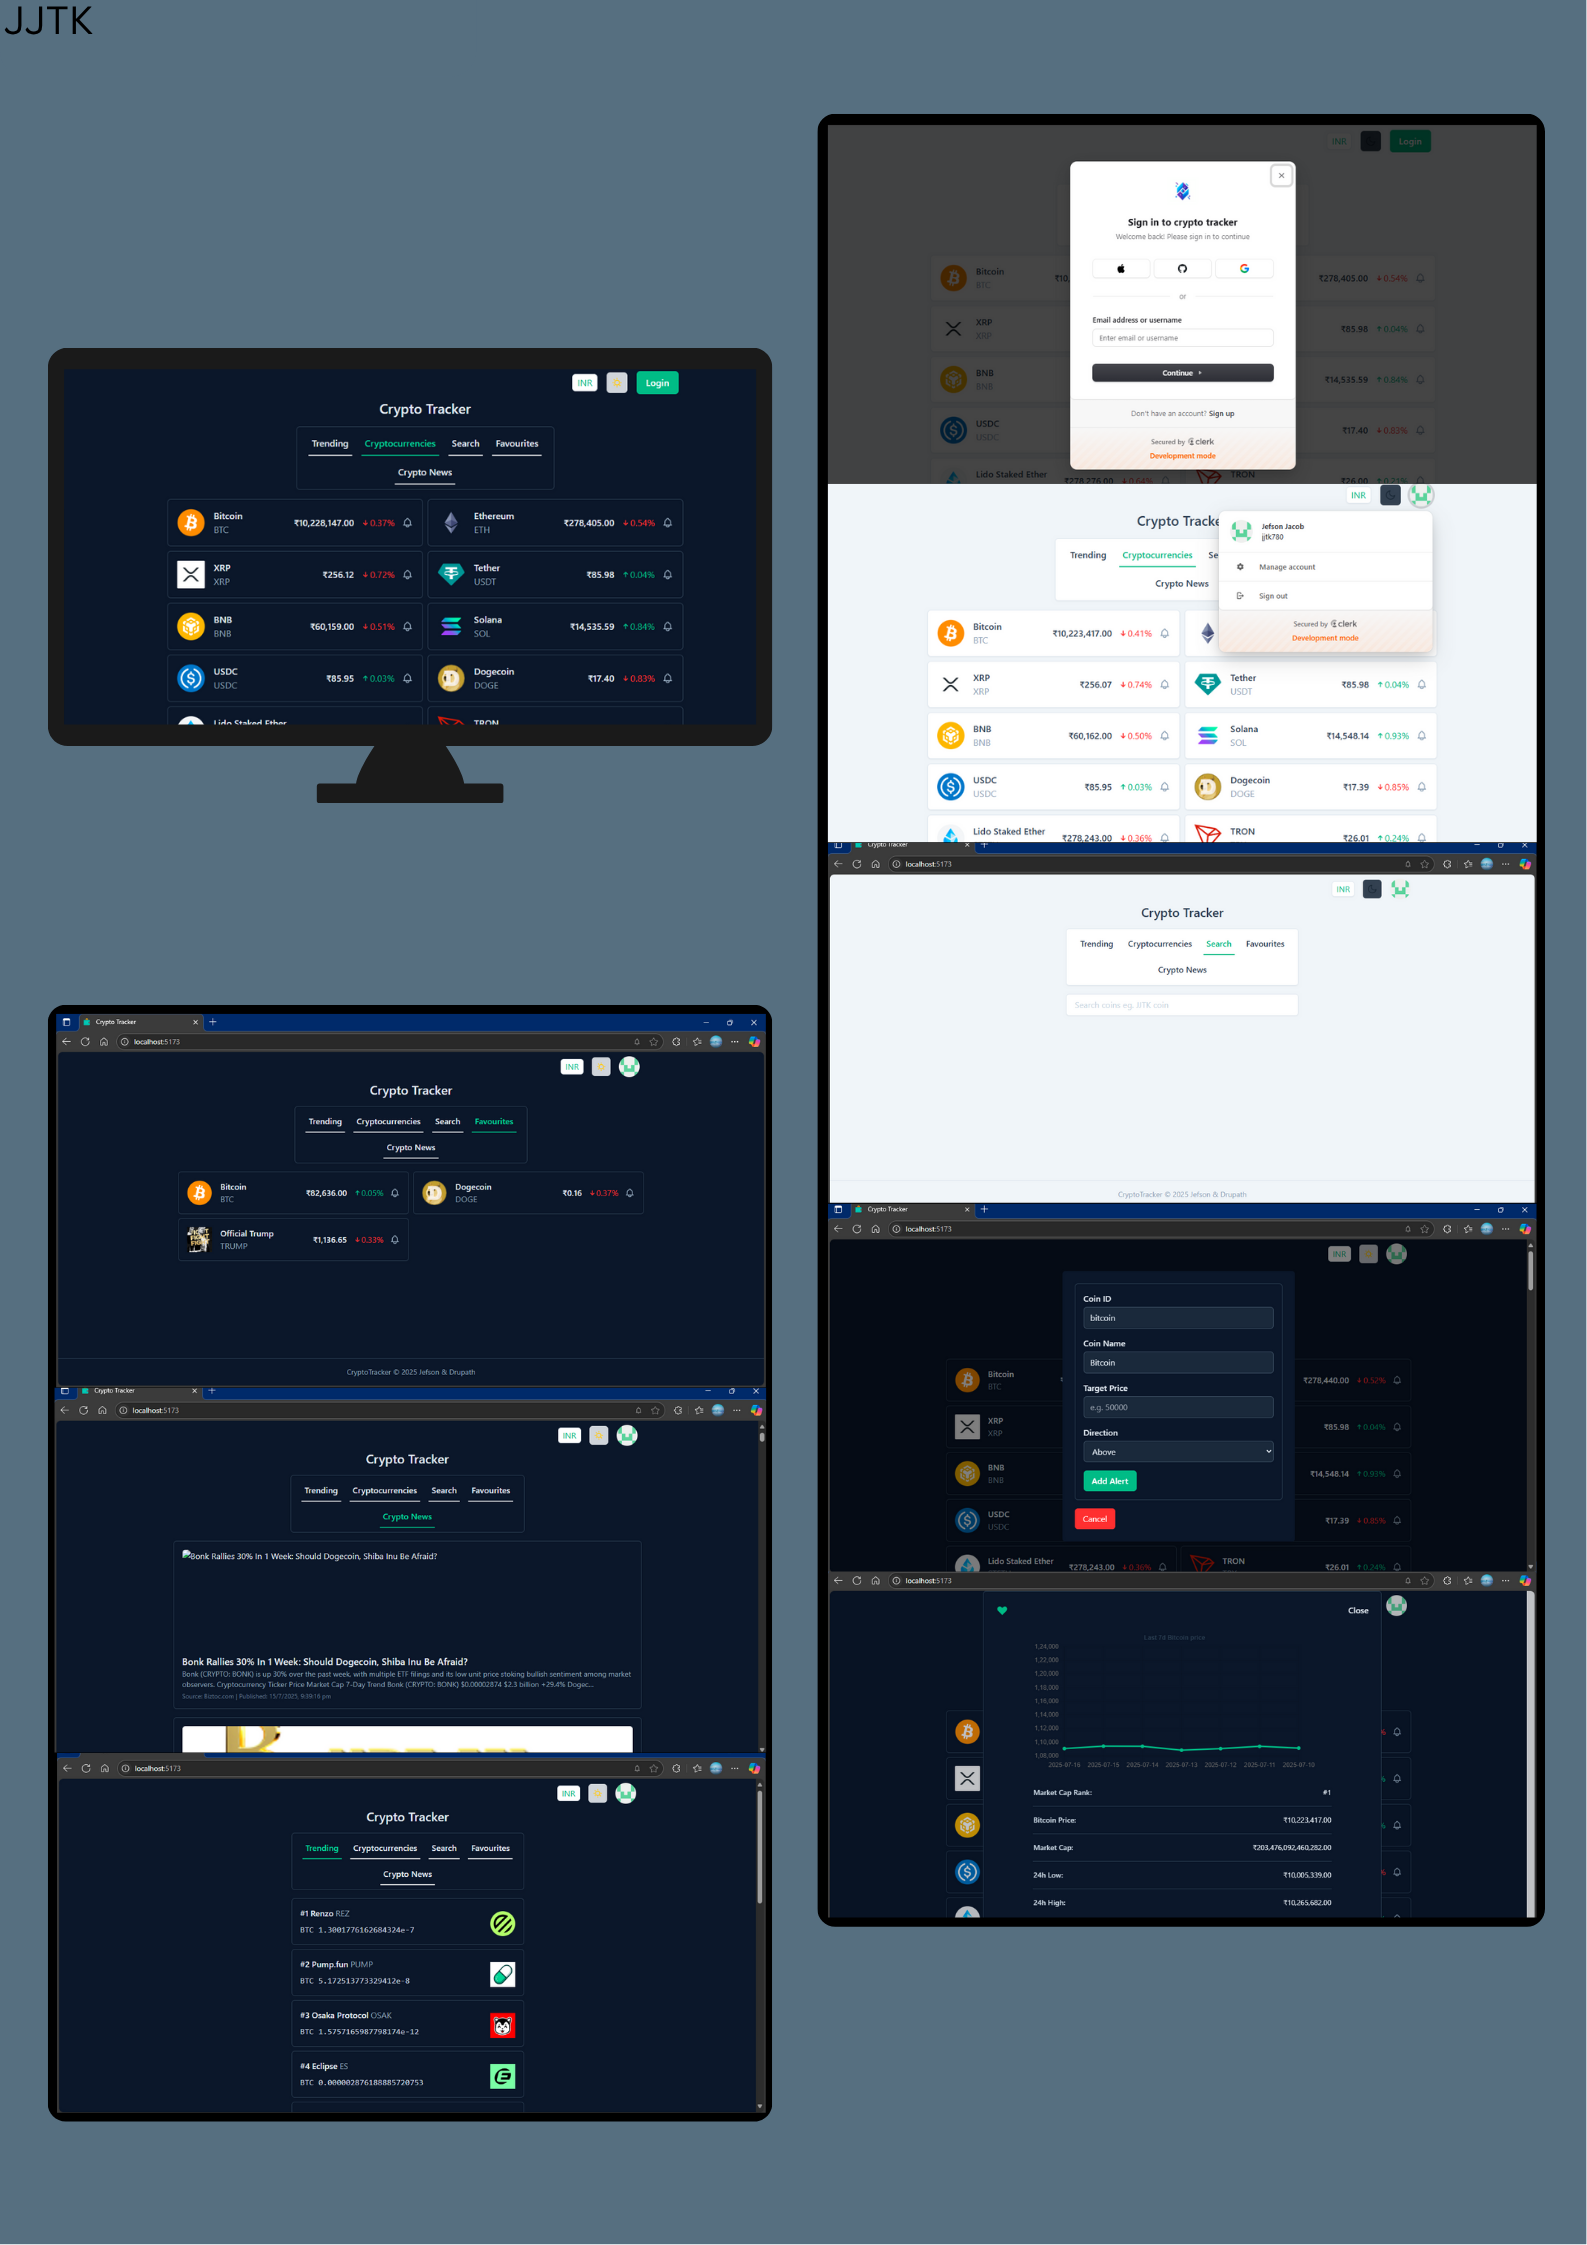 JJTK
INR Login
Crypto Tracker
Trending Cryptocurrencies Search Favourites
Crypto News
Bitcoin
BTC
₹10,228,147.00 ↓ 0.37%
Ethereum
ETH
₹278,405.00 ↓ 0.54%
XRP
XRP
₹256.12 ↓ 0.72%
Tether
USDT
₹85.98 ↑ 0.04%
BNB
BNB
₹60,159.00 ↓ 0.51%
Solana
SOL
₹14,535.59 ↑ 0.84%
USDC
USDC
₹85.95 ↑ 0.03%
Dogecoin
DOGE
₹17.40 ↓ 0.83%
Lido Staked Ether
TRON
Crypto Tracker
localhost:5173
INR
Crypto Tracker
Trending Cryptocurrencies Search Favourites
Crypto News
Bitcoin
BTC
₹82,636.00 ↑ 0.05%
Dogecoin
DOGE
₹0.16 ↓ 0.37%
Official Trump
TRUMP
₹1,136.65 ↓ 0.33%
CryptoTracker © 2025 Jefson & Drupath
Crypto Tracker
localhost:5173
INR
Crypto Tracker
Trending Cryptocurrencies Search Favourites
Crypto News
Bonk Rallies 30% In 1 Week: Should Dogecoin, Shiba Inu Be Afraid?
Bonk Rallies 30% In 1 Week: Should Dogecoin, Shiba Inu Be Afraid?
Bonk (CRYPTO: BONK) is up 30% over the past week, with multiple ETF filings and its low unit price stoking bullish sentiment among market
observers. Cryptocurrency Ticker Price Market Cap 7-Day Trend Bonk (CRYPTO: BONK) $0.00002874 $2.3 billion +29.4% Dogec...
Source: Biztoc.com | Published: 15/7/2025, 9:39:16 pm
localhost:5173
INR
Crypto Tracker
Trending Cryptocurrencies Search Favourites
Crypto News
#1 Renzo REZ
BTC 1.3001776162684324e-7
#2 Pump.fun PUMP
BTC 5.172513773329412e-8
#3 Osaka Protocol OSAK
BTC 1.5757165987798174e-12
#4 Eclipse ES
BTC 0.000002876188885720753
INR Login
Sign in to crypto tracker
Welcome back! Please sign in to continue
or
Email address or username
Enter email or username
Continue
Don't have an account? Sign up
Secured by clerk
Development mode
Bitcoin
BTC
₹10,
₹278,405.00 ↓ 0.54%
XRP
XRP
₹85.98 ↑ 0.04%
BNB
BNB
₹14,535.59 ↑ 0.84%
USDC
USDC
₹17.40 ↓ 0.83%
Lido Staked Ether
₹278,276.00 ↓ 0.64%
TRON
₹26.00 ↑ 0.21%
INR
Crypto Tracke
Trending Cryptocurrencies Se
Crypto News
Jefson Jacob
jjtk780
Manage account
Sign out
Secured by clerk
Development mode
Bitcoin
BTC
₹10,223,417.00 ↓ 0.41%
XRP
XRP
₹256.07 ↓ 0.74%
Tether
USDT
₹85.98 ↑ 0.04%
BNB
BNB
₹60,162.00 ↓ 0.50%
Solana
SOL
₹14,548.14 ↑ 0.93%
USDC
USDC
₹85.95 ↑ 0.03%
Dogecoin
DOGE
₹17.39 ↓ 0.85%
Lido Staked Ether
₹278,243.00 ↓ 0.36%
TRON
₹26.01 ↑ 0.24%
Crypto Tracker
localhost:5173
INR
Crypto Tracker
Trending Cryptocurrencies Search Favourites
Crypto News
Search coins eg. JITK coin
CryptoTracker © 2025 Jefson & Drupath
Crypto Tracker
localhost:5173
INR
Coin ID
bitcoin
Coin Name
Bitcoin
Target Price
e.g. 50000
Direction
Above
Add Alert
Cancel
Bitcoin
BTC
₹278,440.00 ↓ 0.52%
XRP
XRP
₹85.98 ↑ 0.04%
BNB
BNB
₹14,548.14 ↑ 0.93%
USDC
USDC
₹17.39 ↓ 0.85%
Lido Staked Ether
₹278,243.00 ↓ 0.36%
TRON
₹26.01 ↑ 0.24%
localhost:5173
Close
Last 7d Bitcoin price
1,24,000
1,22,000
1,20,000
1,18,000
1,16,000
1,14,000
1,12,000
1,10,000
1,08,000
2025-07-16 2025-07-15 2025-07-14 2025-07-13 2025-07-12 2025-07-11 2025-07-10
Market Cap Rank: #1
Bitcoin Price: ₹10,223,417.00
Market Cap: ₹203,476,092,460,282.00
24h Low: ₹10,005,339.00
24h High: ₹10,265,682.00